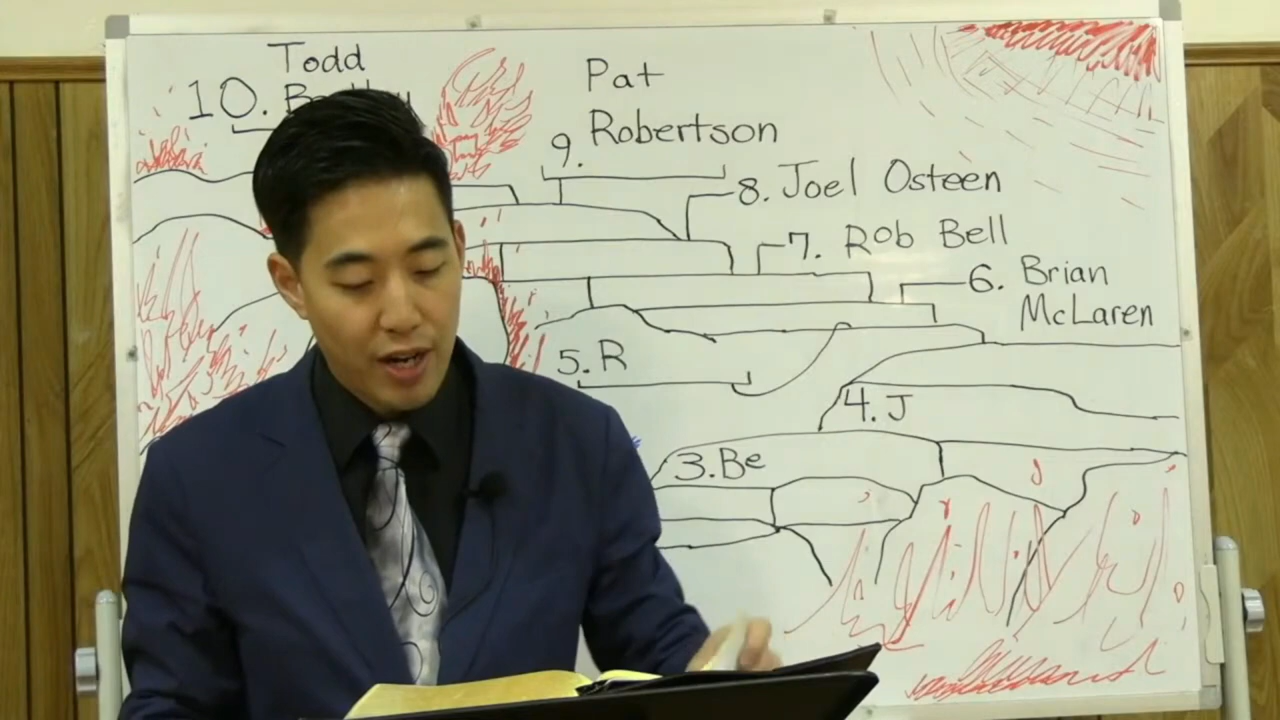 Todd
10.
Pat
Robertson
9.
8. Joel Osteen
7. Rob Bell
6. Brian
McLaren
5. R
4. J
3. Be